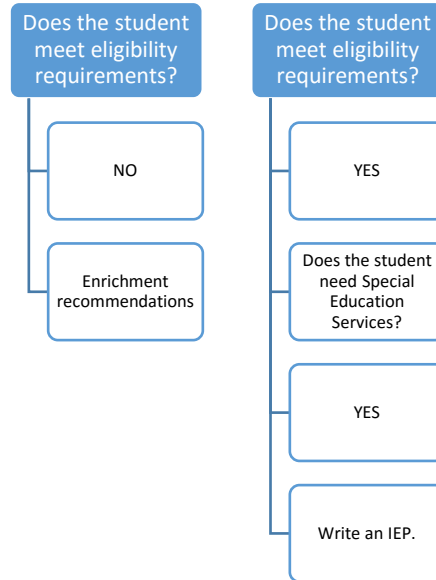 Does the student
meet eligibility
requirements?
NO
Enrichment
recommendations
Does the student
meet eligibility
requirements?
YES
Does the student
need Special
Education
Services?
YES
Write an IEP.